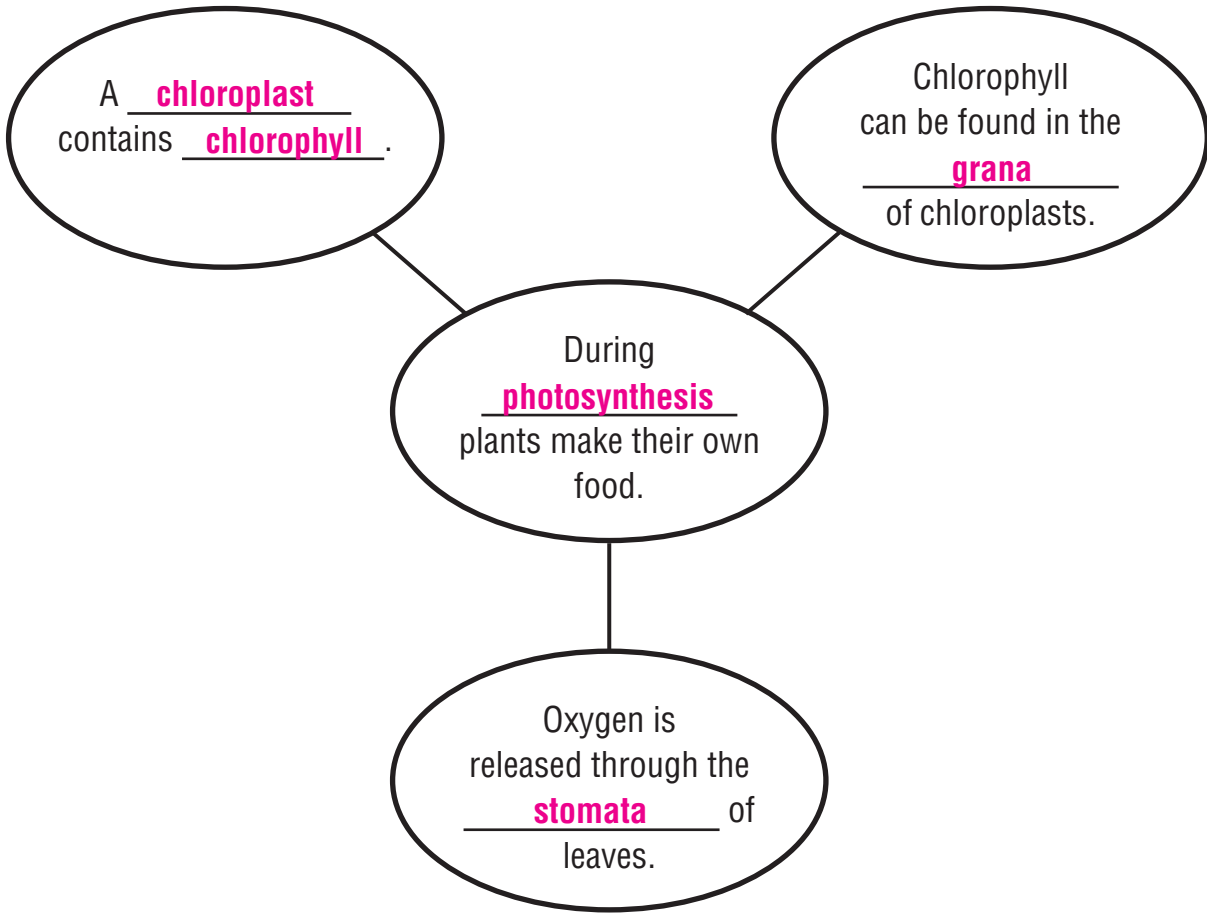 A chloroplast
contains chlorophyll.
Chlorophyll
can be found in the
grana
of chloroplasts.
During
photosynthesis
plants make their own
food.
Oxygen is
released through the
stomata of
leaves.